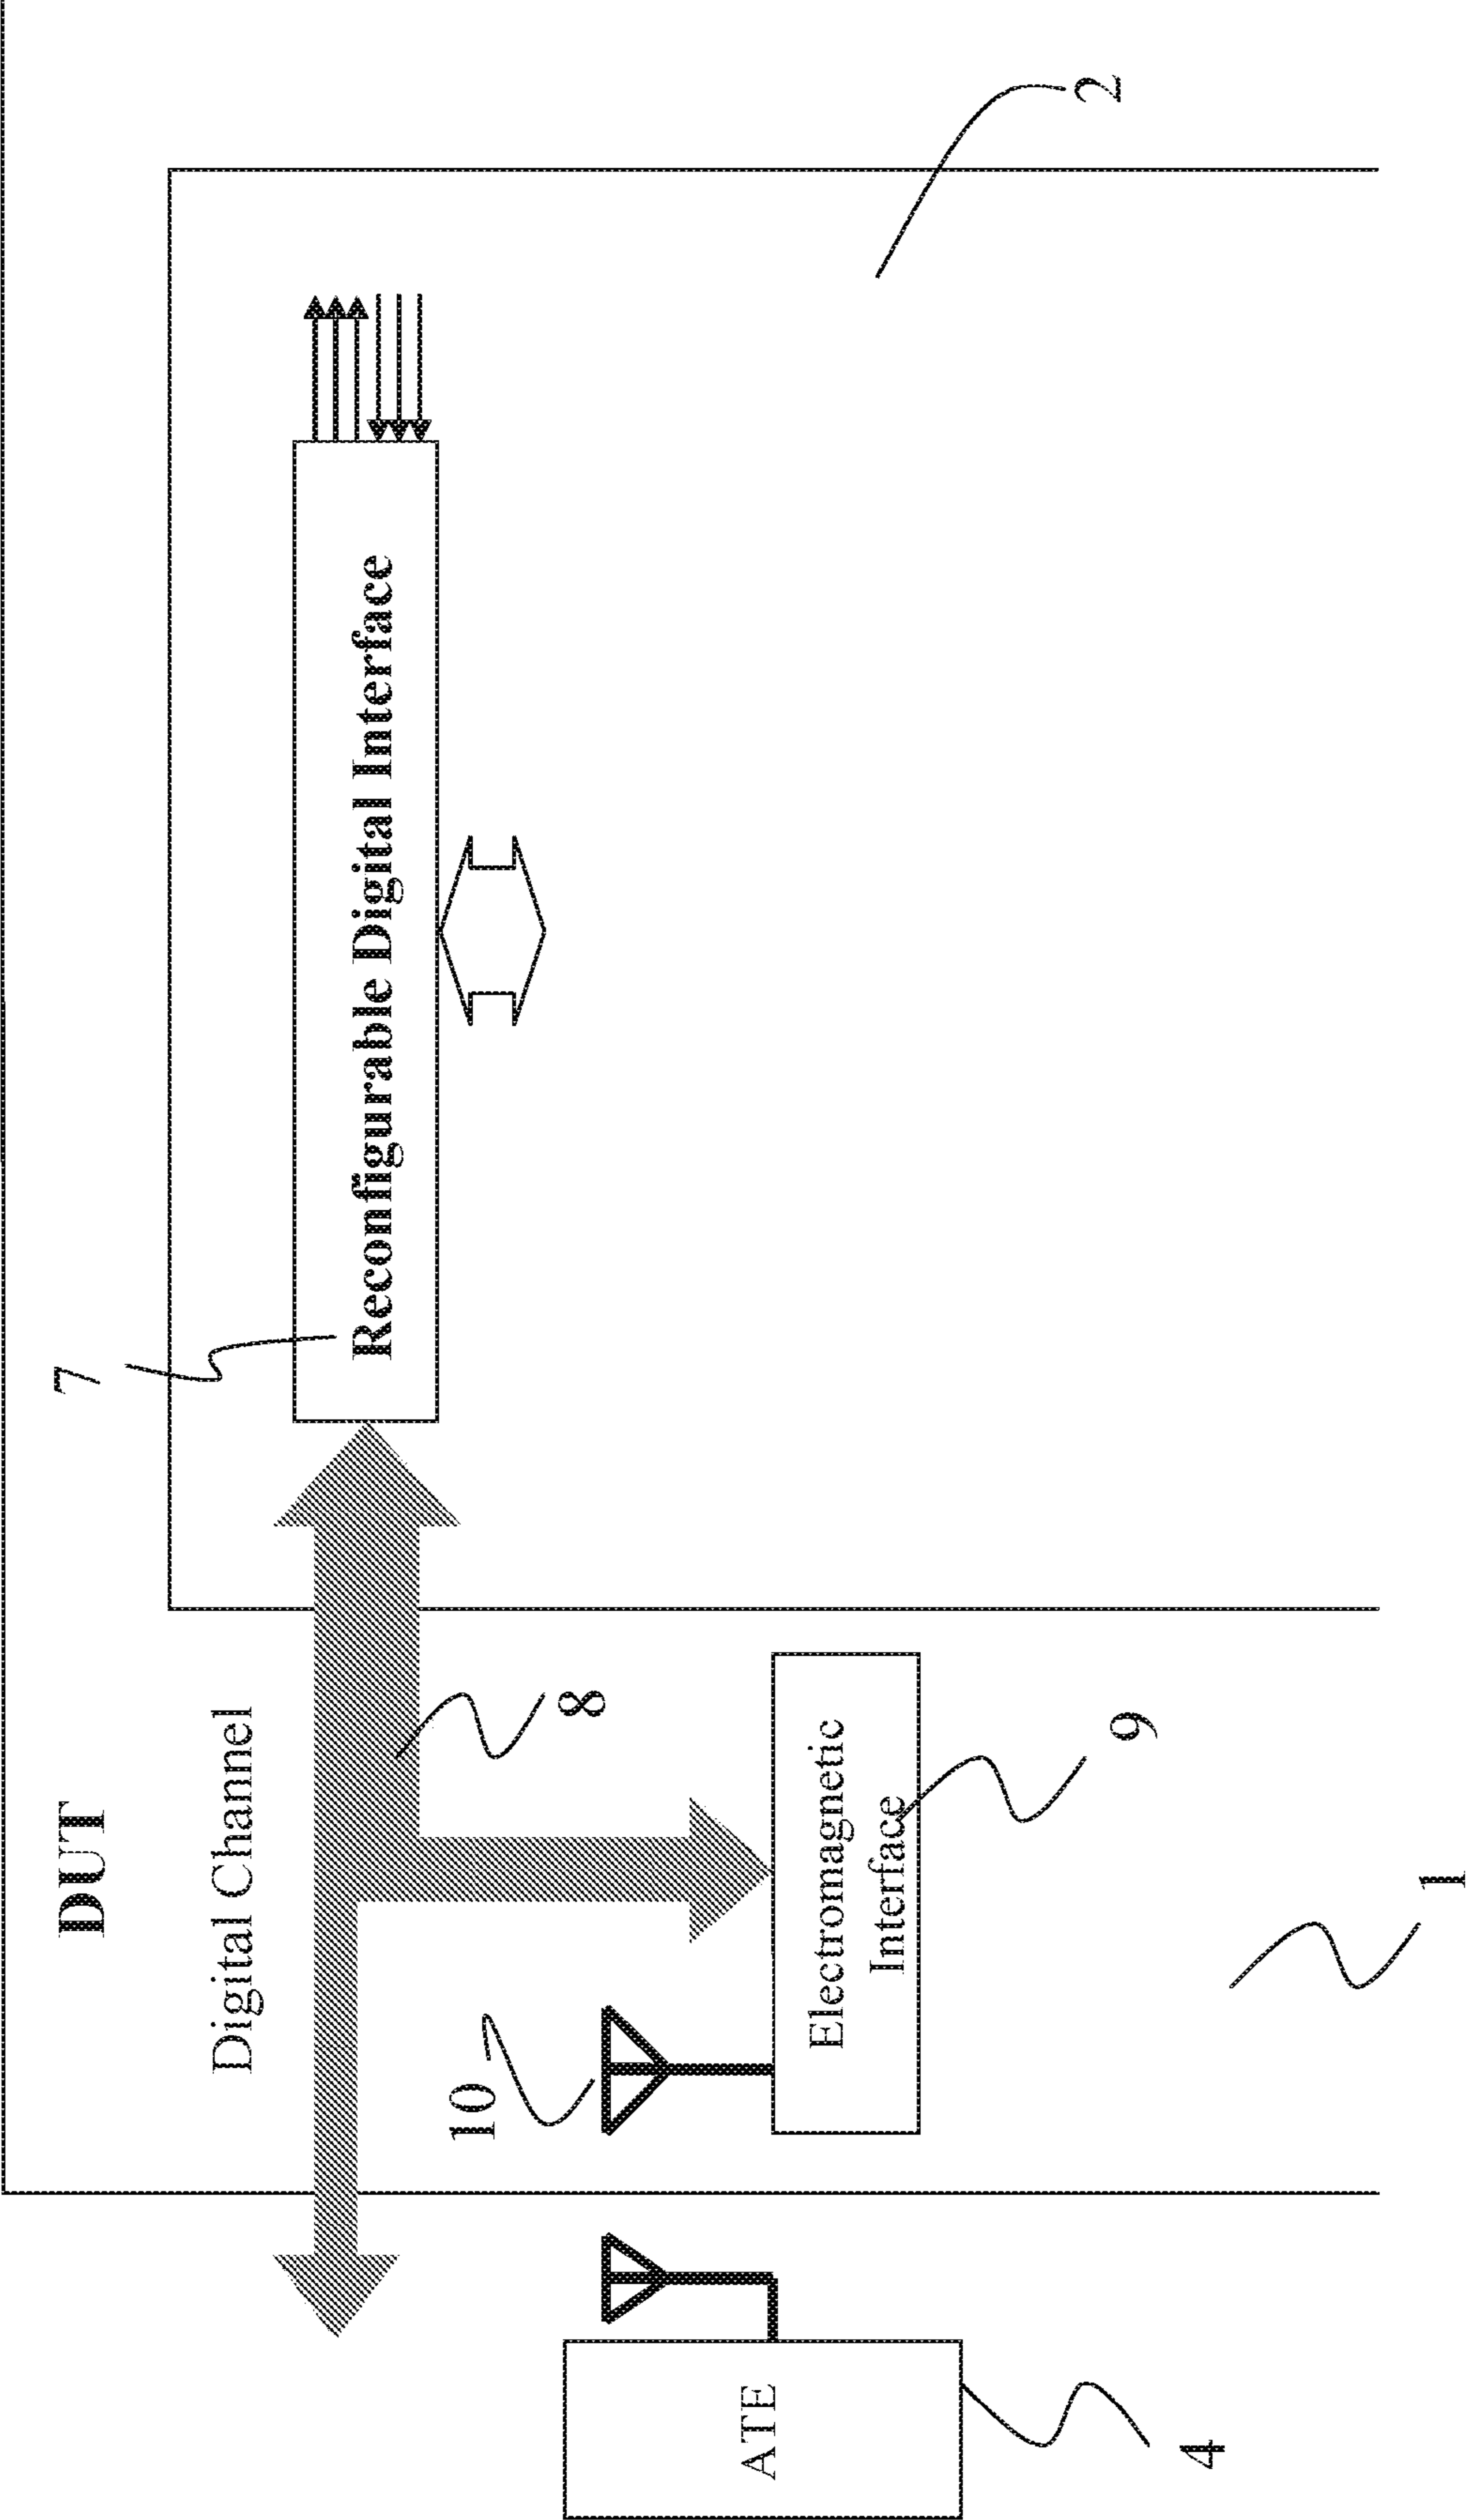 DUT
Digital Channel
7
Reconfigurable Digital Interface
2
8
10
Electromagnetic
Interface
9
1
ATE
4